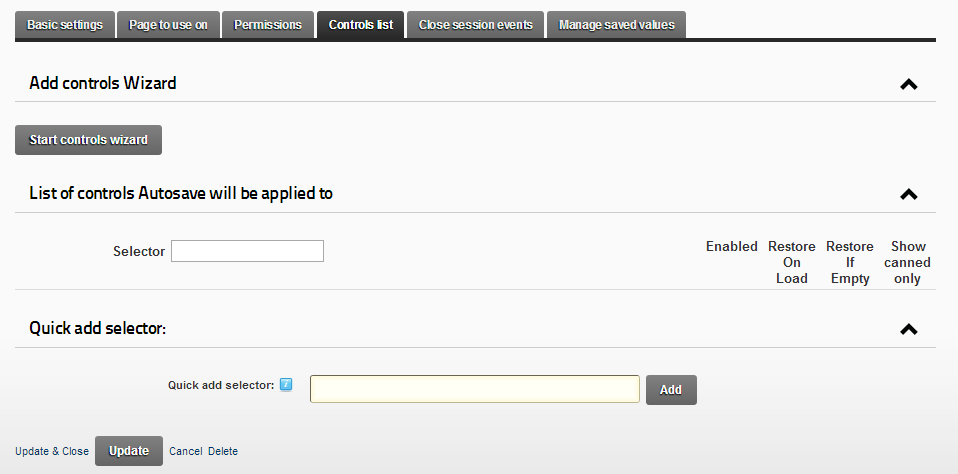 Basic settings Page to use on Permissions Controls list Close session events Manage saved values
Add controls Wizard
Start controls wizard
List of controls Autosave will be applied to
Selector Enabled Restore On Load Restore If Empty Show canned only
Quick add selector:
Quick add selector: i Add
Update & Close Update Cancel Delete